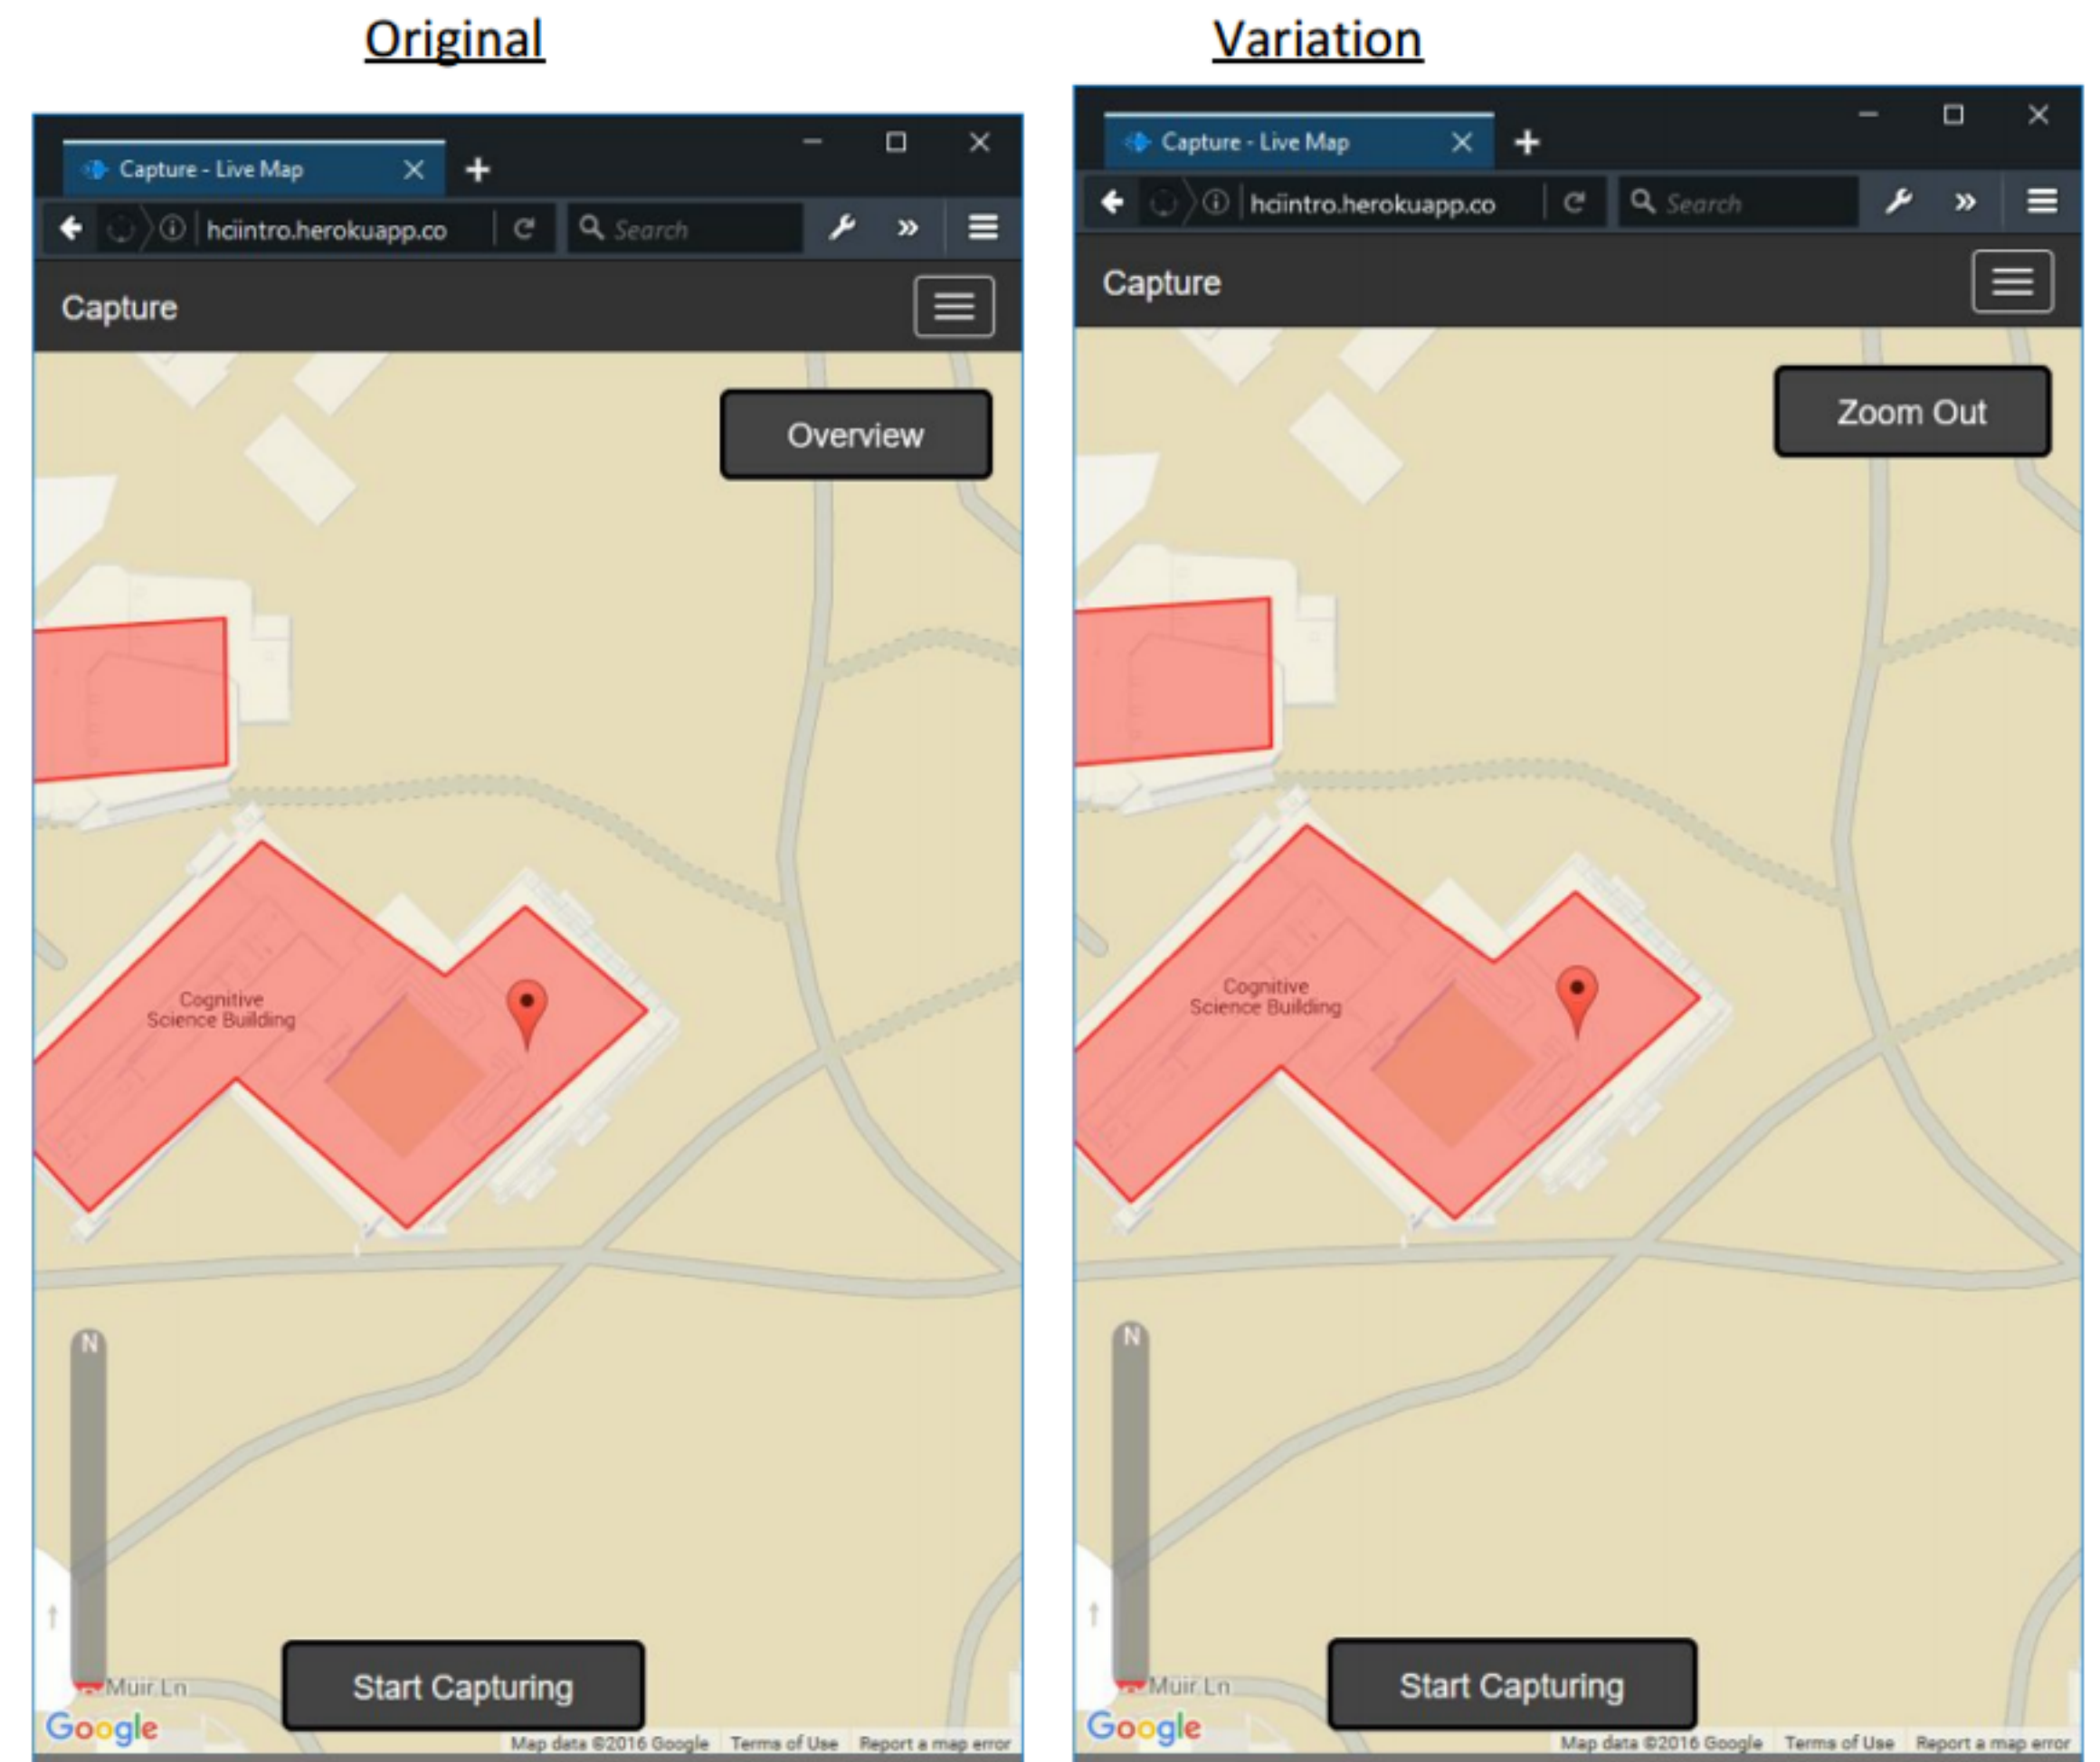 Original
Capture - Live Map
hciintro.herokuapp.co
Search
Capture
Overview
Cognitive
Science Building
N
Muir Ln
Start Capturing
Google
Map data ©2016 Google
Terms of Use
Report a map error
Variation
Capture - Live Map
hciintro.herokuapp.co
Search
Capture
Zoom Out
Cognitive
Science Building
N
Muir Ln
Start Capturing
Google
Map data ©2016 Google
Terms of Use
Report a map error